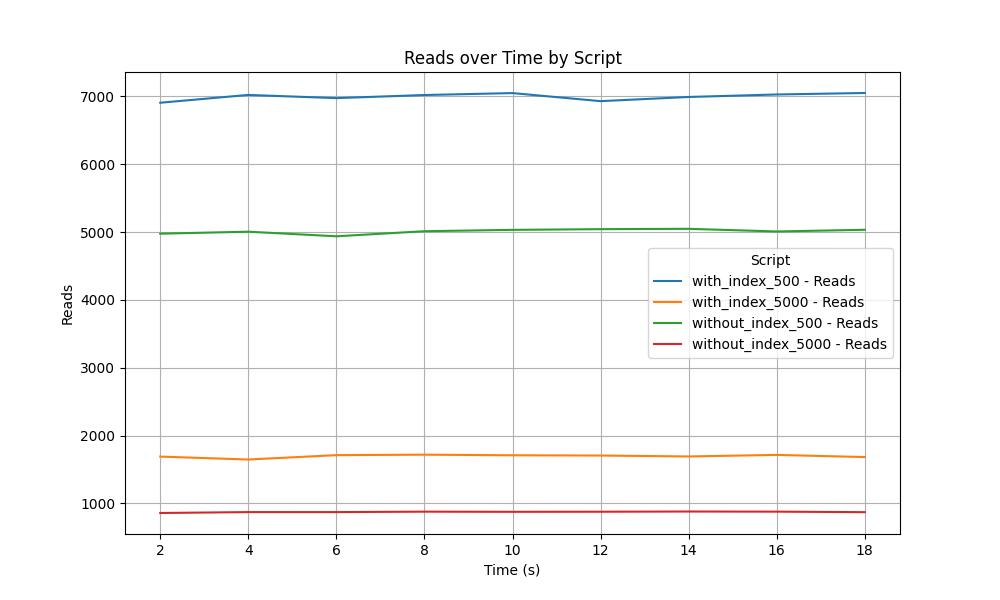 Reads over Time by Script
Reads
7000
6000
5000
4000
3000
2000
1000
Script
with_index_500 - Reads
with_index_5000 - Reads
without_index_500 - Reads
without_index_5000 - Reads
2 4 6 8 10 12 14 16 18
Time (s)